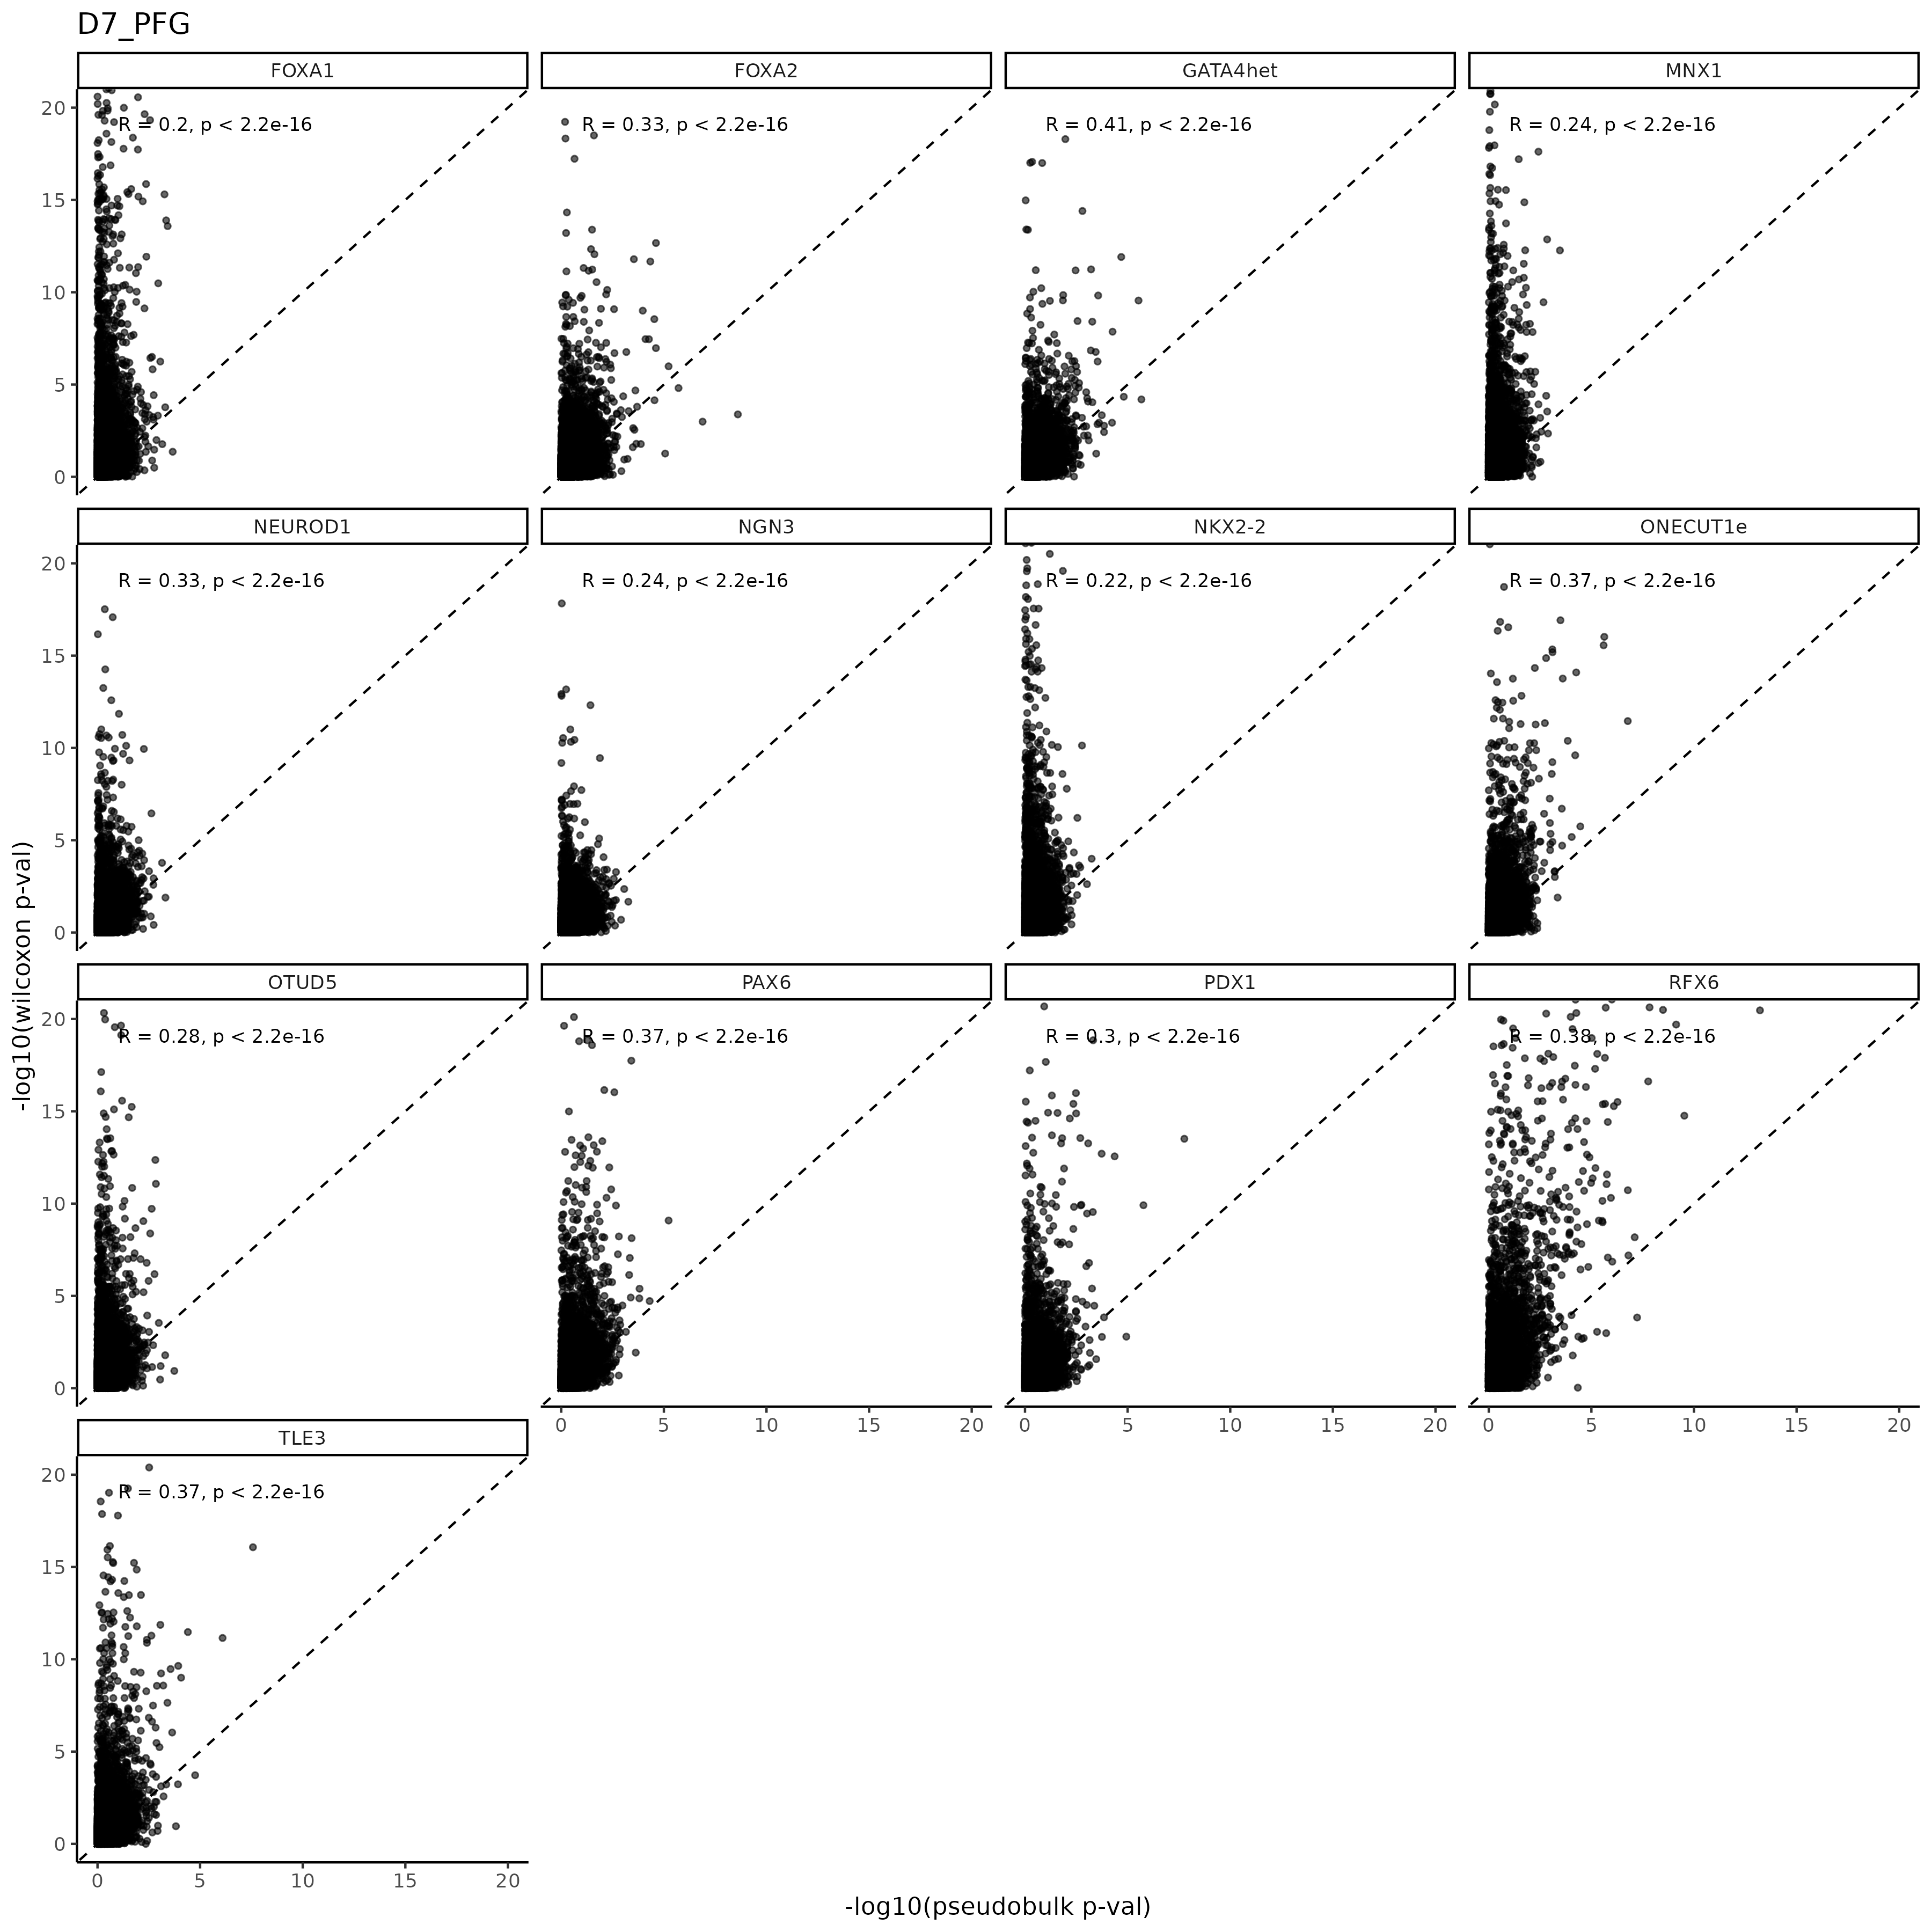 D7_PFG
FOXA1 FOXA2 GATA4het MNX1
R = 0.2, p < 2.2e-16 R = 0.33, p < 2.2e-16 R = 0.41, p < 2.2e-16 R = 0.24, p < 2.2e-16
20
15
10
5
0
NEUROD1 NGN3 NKX2-2 ONECUT1e
R = 0.33, p < 2.2e-16 R = 0.24, p < 2.2e-16 R = 0.22, p < 2.2e-16 R = 0.37, p < 2.2e-16
20
15
10
5
0
-log10(wilcoxon p-val)
OTUD5 PAX6 PDX1 RFX6
R = 0.28, p < 2.2e-16 R = 0.37, p < 2.2e-16 R = 0.3, p < 2.2e-16 R = 0.38, p < 2.2e-16
20
15
10
5
0
0 5 10 15 20 0 5 10 15 20 0 5 10 15 20
TLE3
R = 0.37, p < 2.2e-16
20
15
10
5
0
0 5 10 15 20
-log10(pseudobulk p-val)